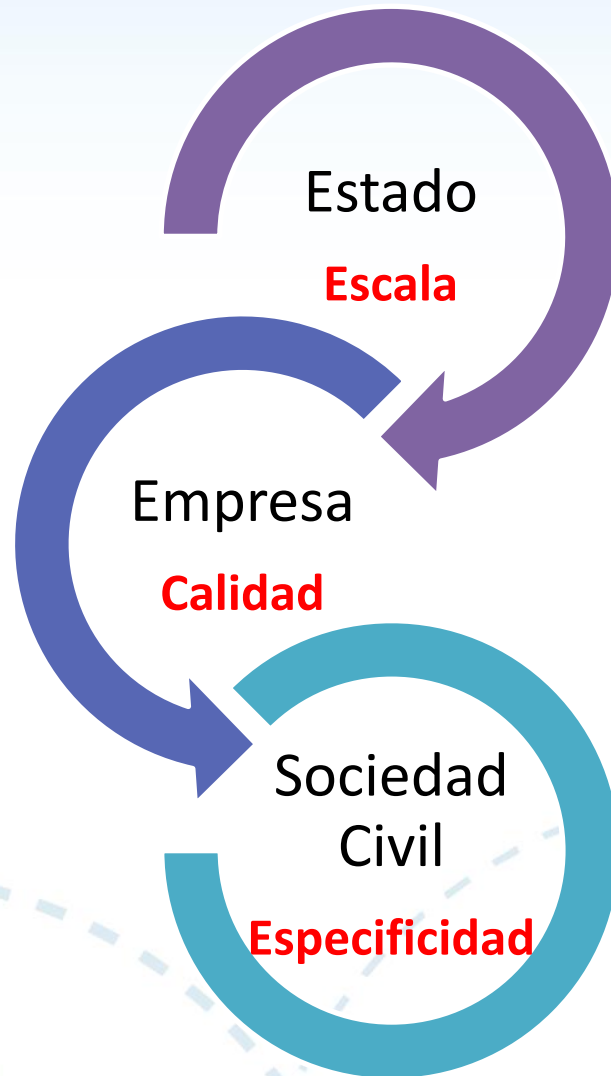 Estado
Escala
Empresa
Calidad
Sociedad
Civil
Especificidad